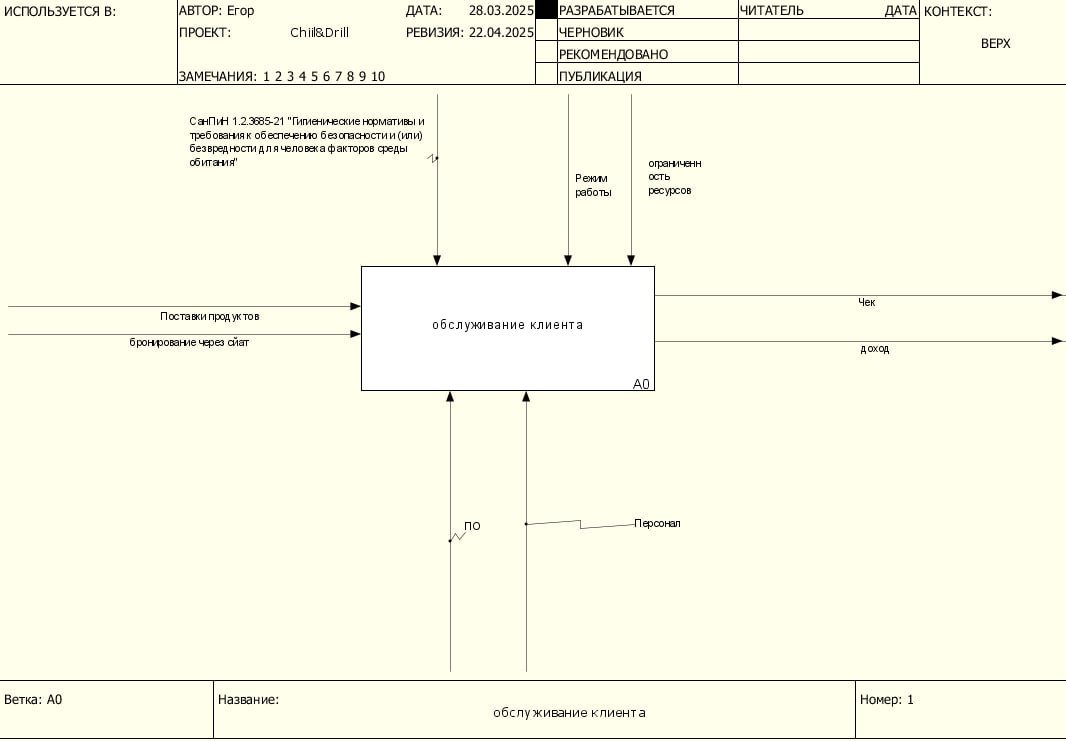 ИСПОЛЬЗУЕТСЯ В:
АВТОР: Егор
ДАТА: 28.03.2025
ПРОЕКТ: Chiil&Drill
РЕВИЗИЯ: 22.04.2025
ЗАМЕЧАНИЯ: 1 2 3 4 5 6 7 8 9 10
РАЗРАБАТЫВАЕТСЯ
ЧЕРНОВИК
РЕКОМЕНДОВАНО
ПУБЛИКАЦИЯ
ЧИТАТЕЛЬ ДАТА
КОНТЕКСТ:
ВЕРХ
СанПиН 1.2.3685-21 "Гигиенические нормативы и
требования к обеспечению безопасности и (или)
безвредности для человека факторов среды
обитания"
Режим
работы
ограниченн
ость
ресурсов
Поставки продуктов
бронирование через сйат
обслуживание клиента
A0
Чек
доход
ПО
Персонал
Ветка: A0
Название:
обслуживание клиента
Номер: 1